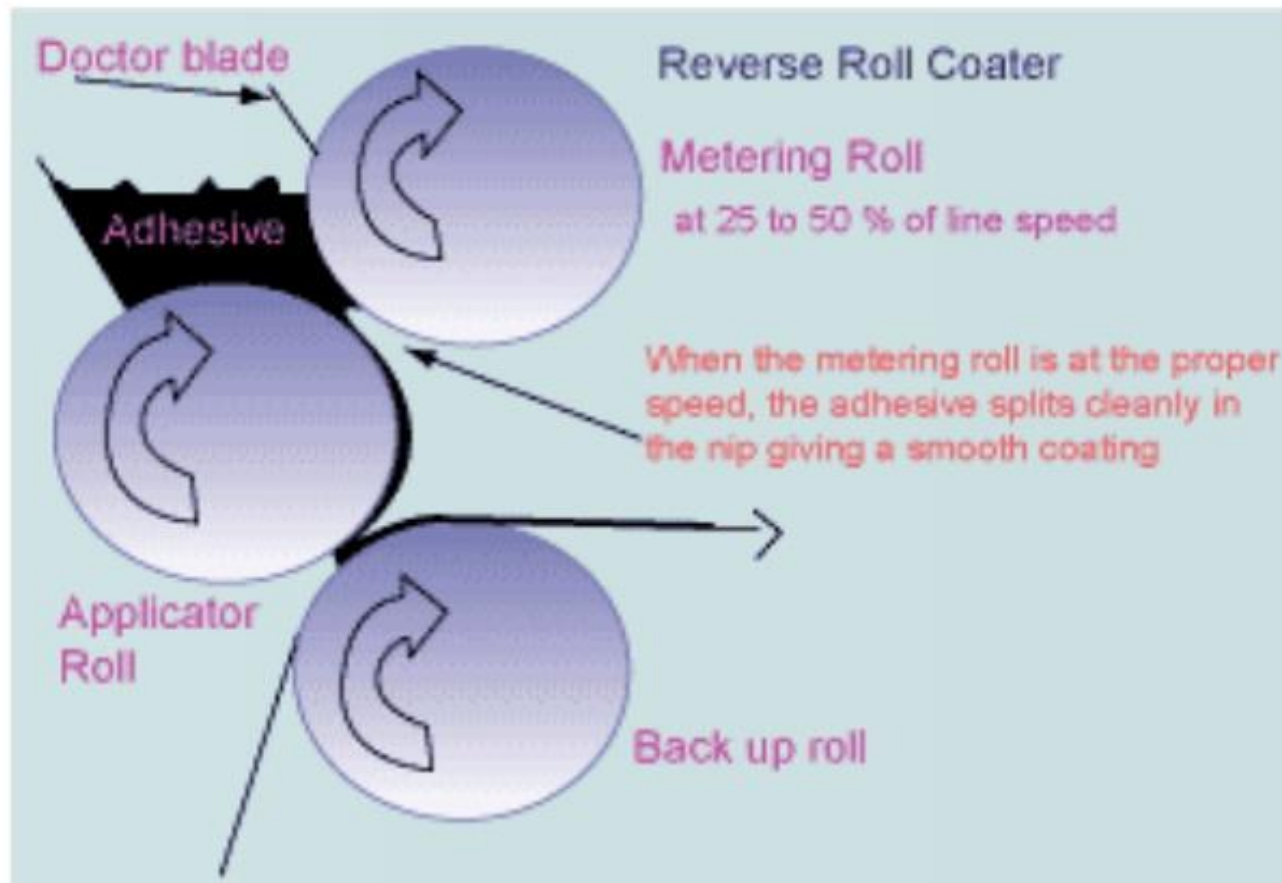 Doctor blade
Reverse Roll Coater
Metering Roll
at 25 to 50 % of line speed
Adhesive
When the metering roll is at the proper
speed, the adhesive splits cleanly in
the nip giving a smooth coating
Applicator
Roll
Back up roll